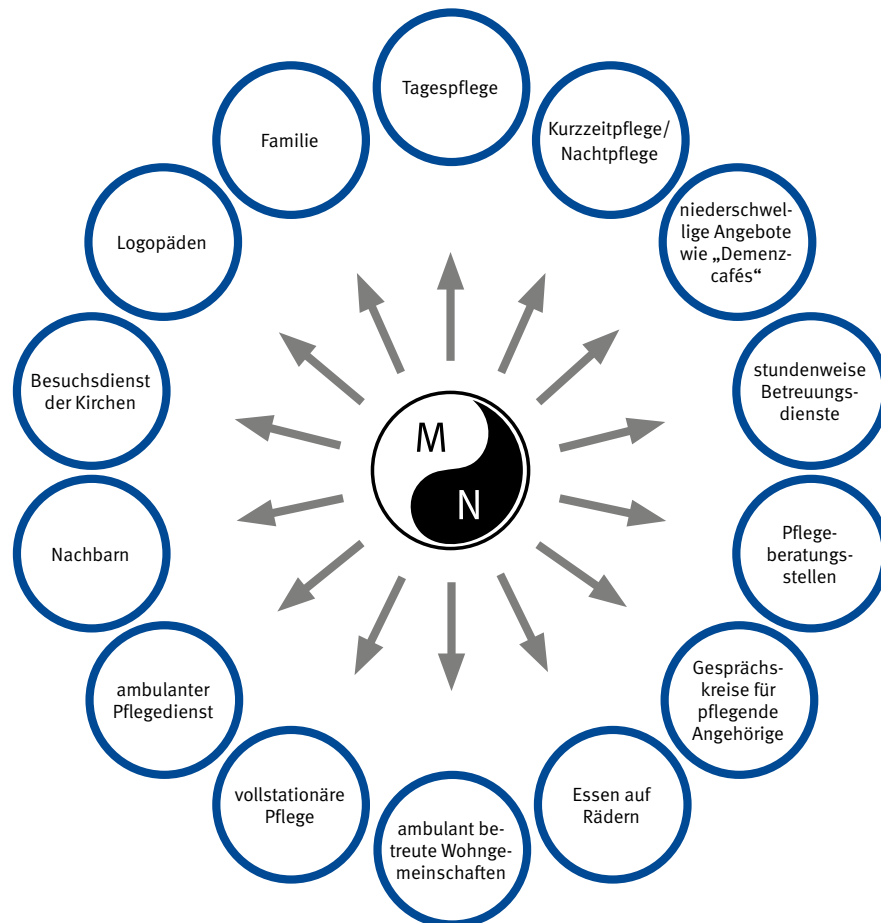 Tagespflege
Kurzzeitpflege/
Nachtpflege
niederschwel-
lige Angebote
wie „Demenz-
cafés“
stundenweise
Betreuungs-
dienste
Pflege-
beratungs-
stellen
Gesprächs-
kreise für
pflegende
Angehörige
Essen auf
Rädern
ambulant be-
treute Wohnge-
meinschaften
vollstationäre
Pflege
ambulanter
Pflegedienst
Nachbarn
Besuchsdienst
der Kirchen
Logopäden
Familie
M
N